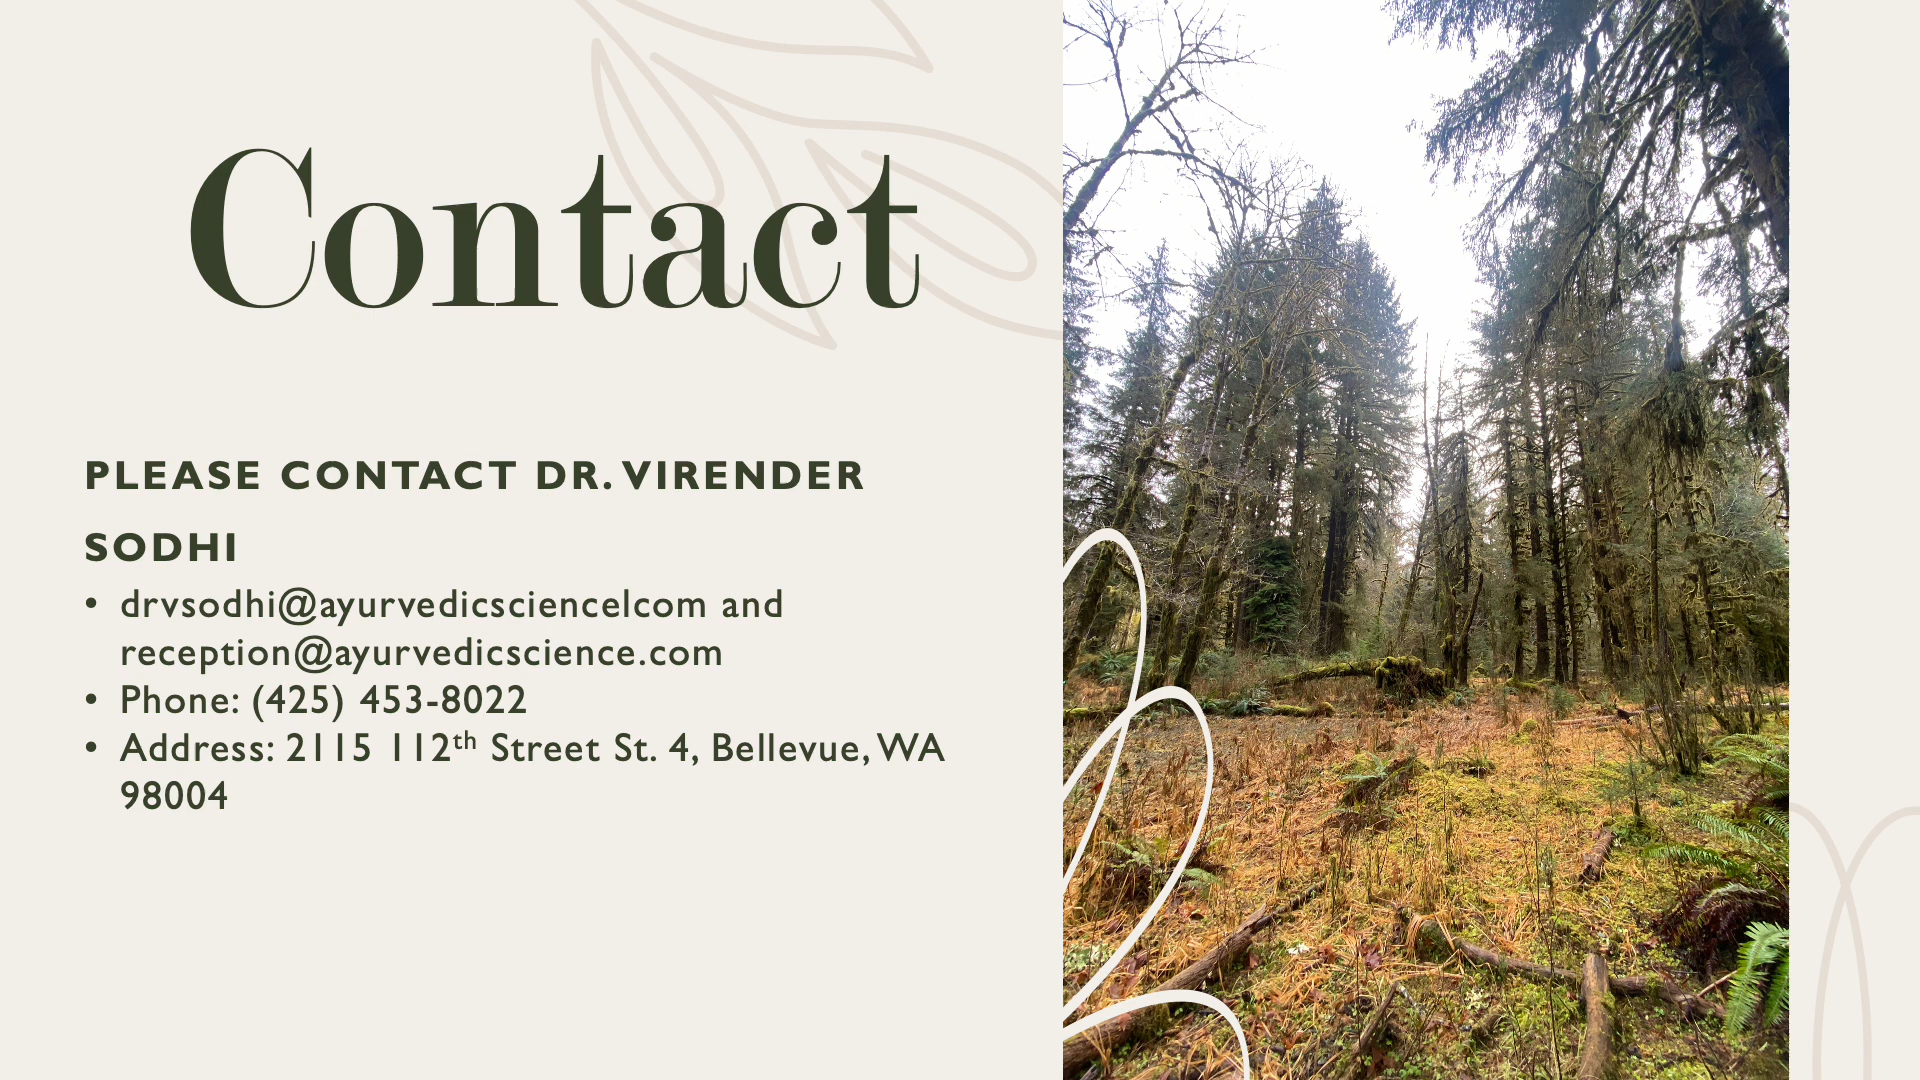 Contact
PLEASE CONTACT DR. VIRENDER
SODHI
• drvsodhi@ayurvedicsciencelcom and
reception@ayurvedicscience.com
• Phone: (425) 453-8022
• Address: 2115 112th Street St. 4, Bellevue, WA
98004